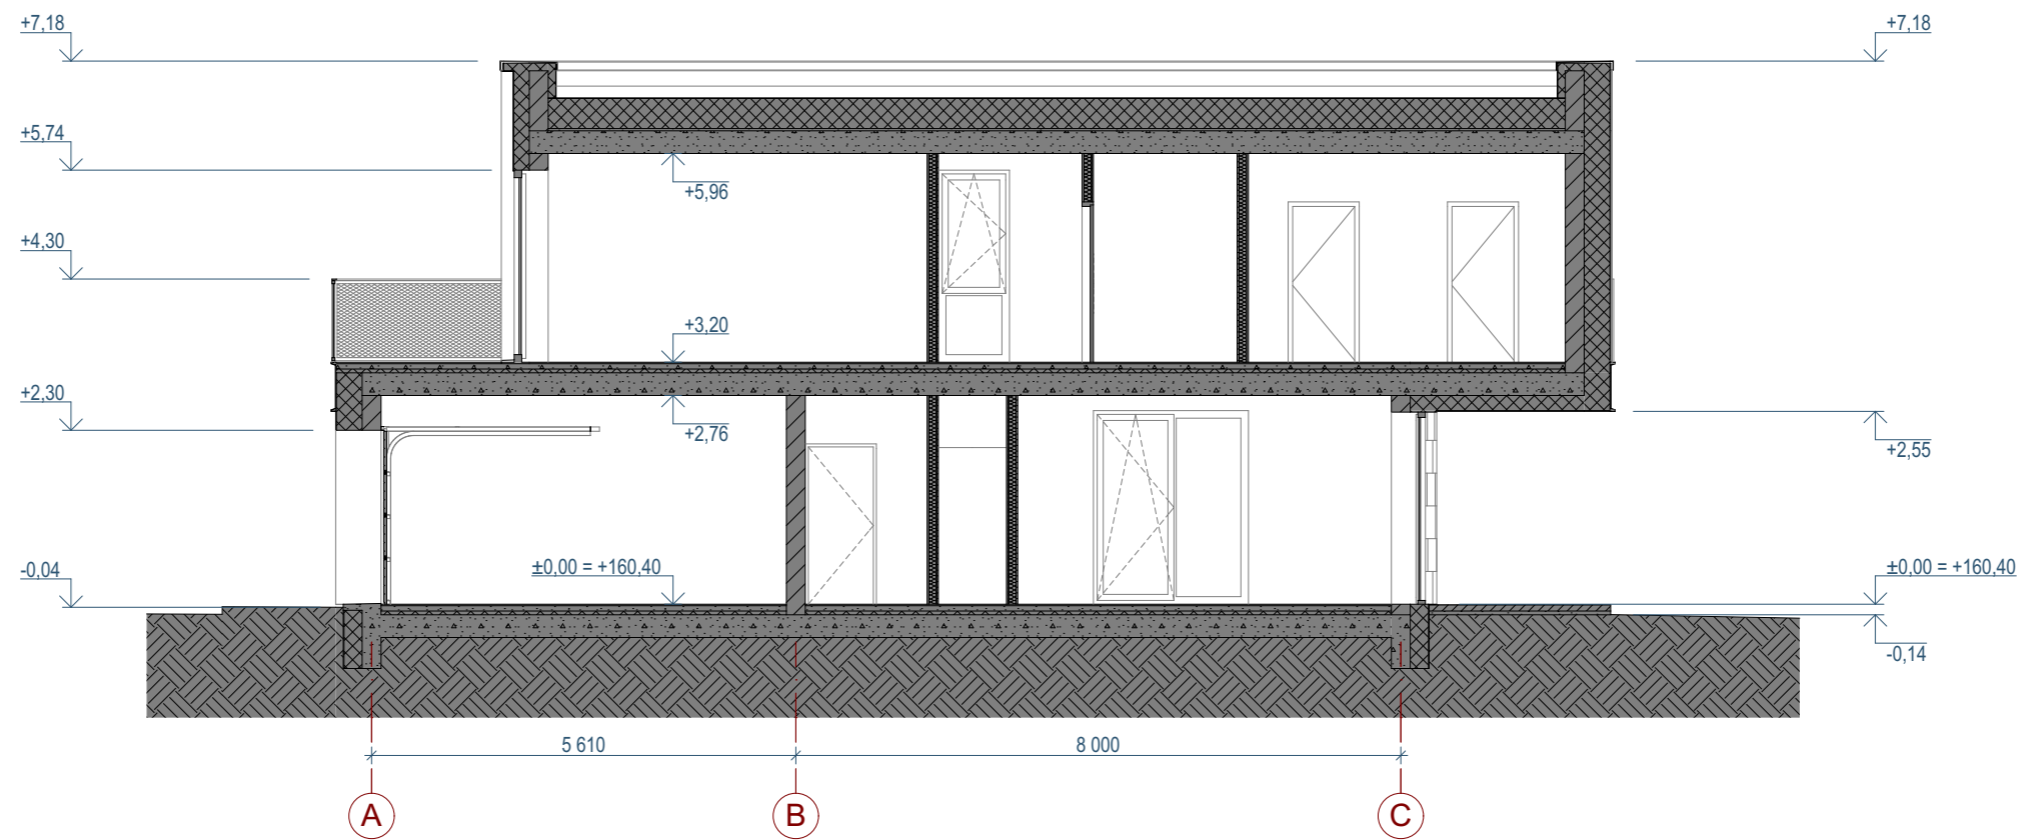 +7,18
+7,18
+5,74
+5,96
+4,30
+3,20
+2,30
+2,76
+2,55
-0,04
±0,00 = +160,40
±0,00 = +160,40
-0,14
5 610
8 000
A
B
C